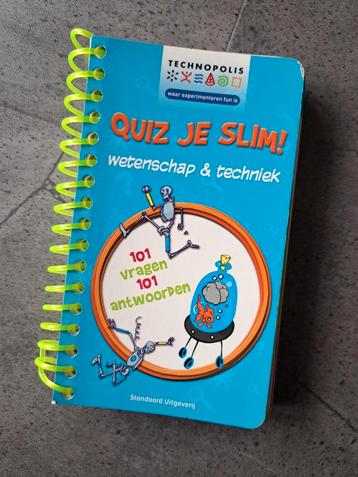 TECHNOPOLIS
waar experimenteren fun is
QUIZ JE SLIM!
wetenschap & techniek
101
vragen
101
antwoorden
Standaard Uitgeverij